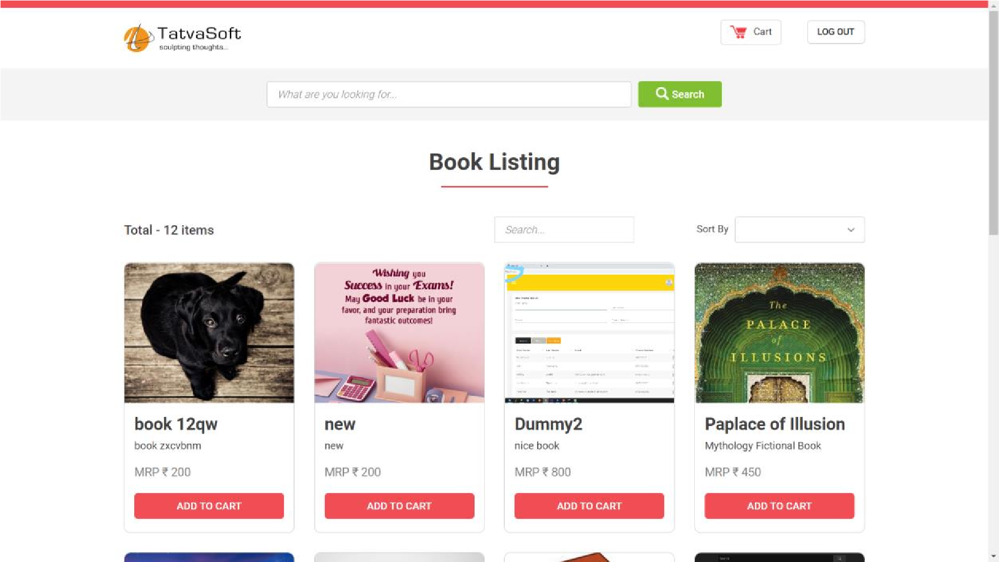 TatvaSoft
sculpting thoughts...
Cart
LOG OUT
What are you looking for...
Search
Book Listing
Total - 12 items
Search...
Sort By
Wishing you
Success in your Exams!
May Good Luck be in your
favor, and your preparation bring
fantastic outcomes!
The
PALACE
of
ILLUSIONS
book 12qw
book zxcvbnm
MRP ₹ 200
ADD TO CART
new
new
MRP ₹ 200
ADD TO CART
Dummy2
nice book
MRP ₹ 800
ADD TO CART
Paplace of Illusion
Mythology Fictional Book
MRP ₹ 450
ADD TO CART